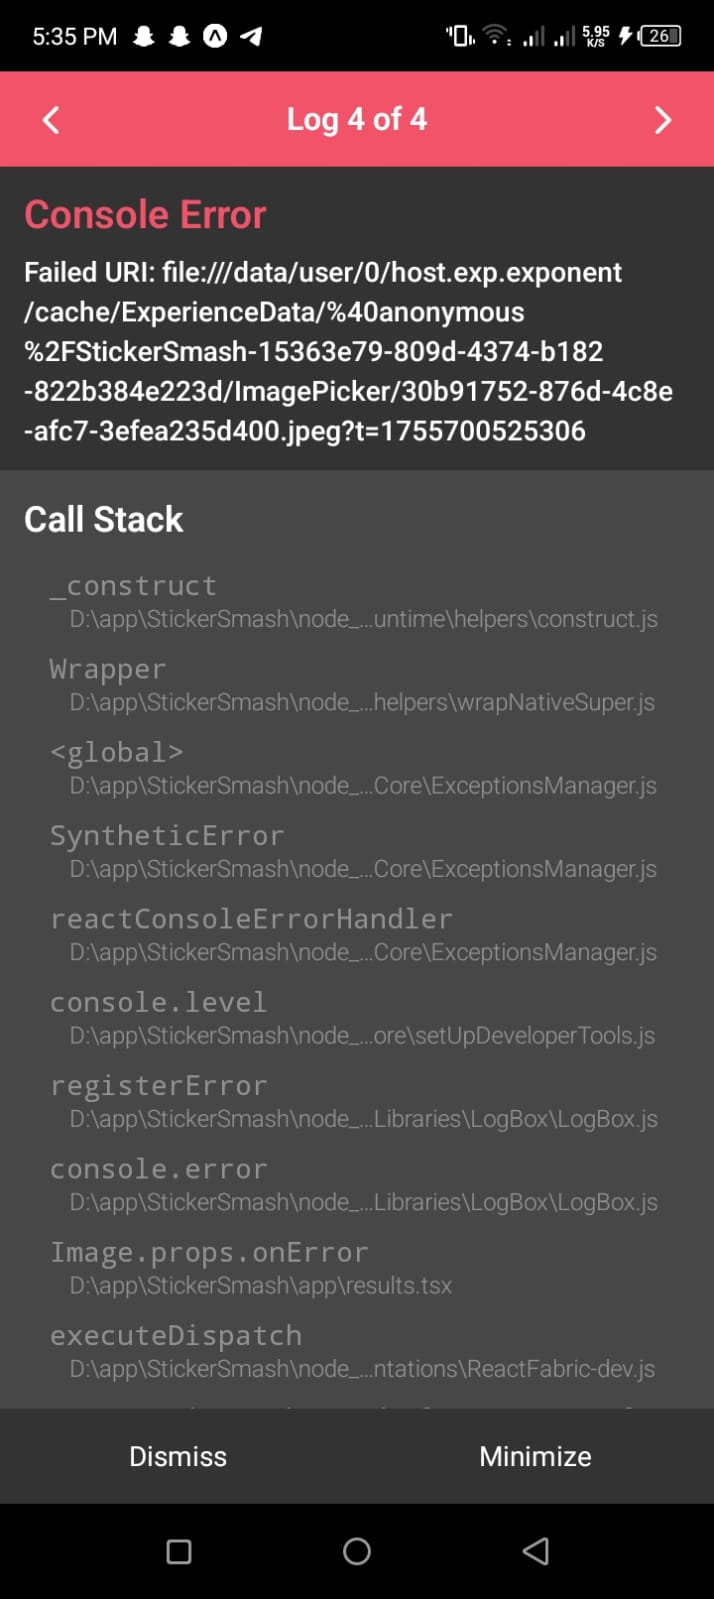 5:35 PM
5.95
K/S
26
Log 4 of 4
Console Error
Failed URI: file:///data/user/0/host.exp.exponent
/cache/ExperienceData/%40anonymous
%2FStickerSmash-15363e79-809d-4374-b182
-822b384e223d/ImagePicker/30b91752-876d-4c8e
-afc7-3efea235d400.jpeg?t=1755700525306
Call Stack
_construct
D:\app\StickerSmash\node_...untime\helpers\construct.js
Wrapper
D:\app\StickerSmash\node_...helpers\wrapNativeSuper.js
<global>
D:\app\StickerSmash\node_...Core\ExceptionsManager.js
SyntheticError
D:\app\StickerSmash\node_...Core\ExceptionsManager.js
reactConsoleErrorHandler
D:\app\StickerSmash\node_...Core\ExceptionsManager.js
console.level
D:\app\StickerSmash\node_...ore\setUpDeveloperTools.js
registerError
D:\app\StickerSmash\node_...Libraries\LogBox\LogBox.js
console.error
D:\app\StickerSmash\node_...Libraries\LogBox\LogBox.js
Image.props.onError
D:\app\StickerSmash\app\results.tsx
executeDispatch
D:\app\StickerSmash\node_...ntations\ReactFabric-dev.js
Dismiss
Minimize